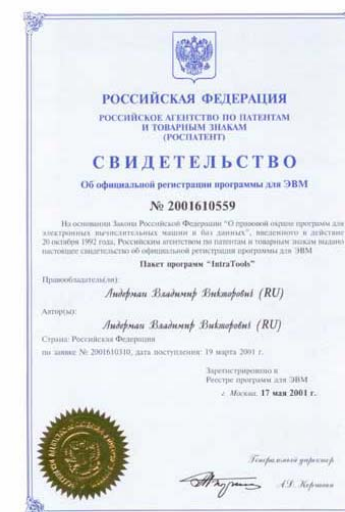 РОССИЙСКАЯ ФЕДЕРАЦИЯ
РОССИЙСКОЕ АГЕНТСТВО ПО ПАТЕНТАМ
И ТОВАРНЫМ ЗНАКАМ
(РОСПАТЕНТ)
СВИДЕТЕЛЬСТВО
Об официальной регистрации программы для ЭВМ
№ 2001610559
На основании Закона Российской Федерации "О правовой охране программ для
электронных вычислительных машин и баз данных", введенного в действие
20 октября 1992 года, Российским агентством по патентам и товарным знакам выдано
настоящее свидетельство об официальной регистрации программы для ЭВМ
Пакет программ "IntraTools"
Правообладатель(ли):
Лидерман Владимир Викторович (RU)
Автор(ы):
Лидерман Владимир Викторович (RU)
Страна: Российская Федерация
по заявке № 2001610310, дата поступления: 19 марта 2001 г.
Зарегистрировано в
Реестре программ для ЭВМ
г. Москва, 17 мая 2001 г.
Генеральный директор
А.Д. Корчагин